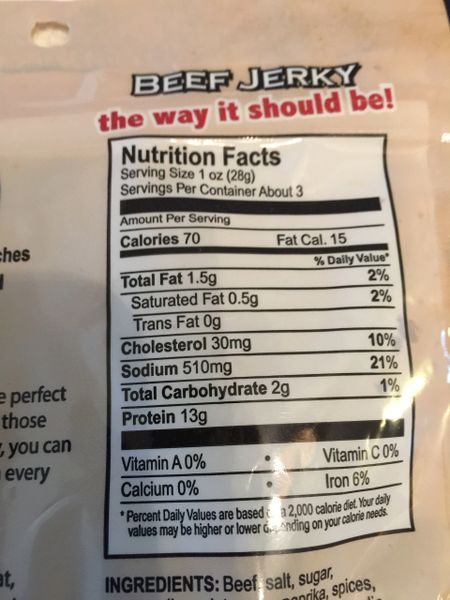 BEEF JERKY
the way it should be!
Nutrition Facts
Serving Size 1 oz (28g)
Servings Per Container About 3
Amount Per Serving
Calories 70 Fat Cal. 15
% Daily Value*
Total Fat 1.5g 2%
Saturated Fat 0.5g 2%
Trans Fat 0g
Cholesterol 30mg 10%
Sodium 510mg 21%
Total Carbohydrate 2g 1%
Protein 13g
Vitamin A 0% • Vitamin C 0%
Calcium 0% • Iron 6%
* Percent Daily Values are based a 2,000 calorie diet. Your daily
values may be higher or lower on your calorie needs.
INGREDIENTS: Beef, salt, sugar,
spices,
ches
e perfect
those
, you can
every
at,